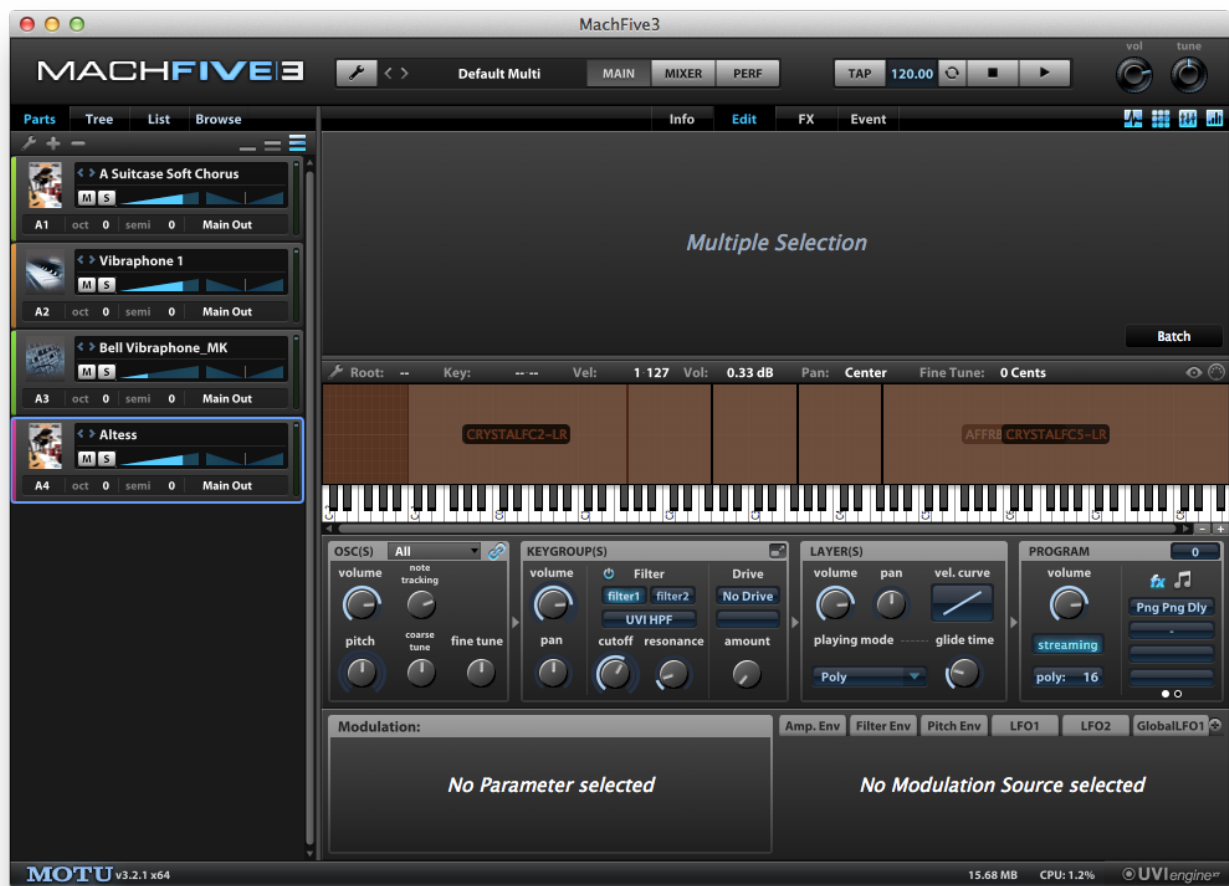 MachFive3
MACHFIVE 3
Default Multi
MAIN
MIXER
PERF
TAP
120.00
vol
tune
Parts
Tree
List
Browse
Info
Edit
FX
Event
A Suitcase Soft Chorus
M S
A1 oct 0 semi 0 Main Out
Vibraphone 1
M S
A2 oct 0 semi 0 Main Out
Bell Vibraphone_MK
M S
A3 oct 0 semi 0 Main Out
Altess
M S
A4 oct 0 semi 0 Main Out
Multiple Selection
Batch
Root: -- Key: -- -- Vel: 1 127 Vol: 0.33 dB Pan: Center Fine Tune: 0 Cents
CRYSTALFC2-LR
CRYSTALFC5-LR
OSC(S) All
volume
note
tracking
pitch
coarse
tune
fine tune
KEYGROUP(S)
volume
Filter
Drive
filter1
filter2
No Drive
UVI HPF
pan
cutoff
resonance
amount
LAYER(S)
volume
pan
vel. curve
playing mode
glide time
Poly
PROGRAM
0
volume
fx
Png Png Dly
-
streaming
poly: 16
Modulation:
No Parameter selected
Amp. Env
Filter Env
Pitch Env
LFO1
LFO2
GlobalLFO1
No Modulation Source selected
MOTU v3.2.1 x64
15.68 MB
CPU: 1.2%
UVIengine